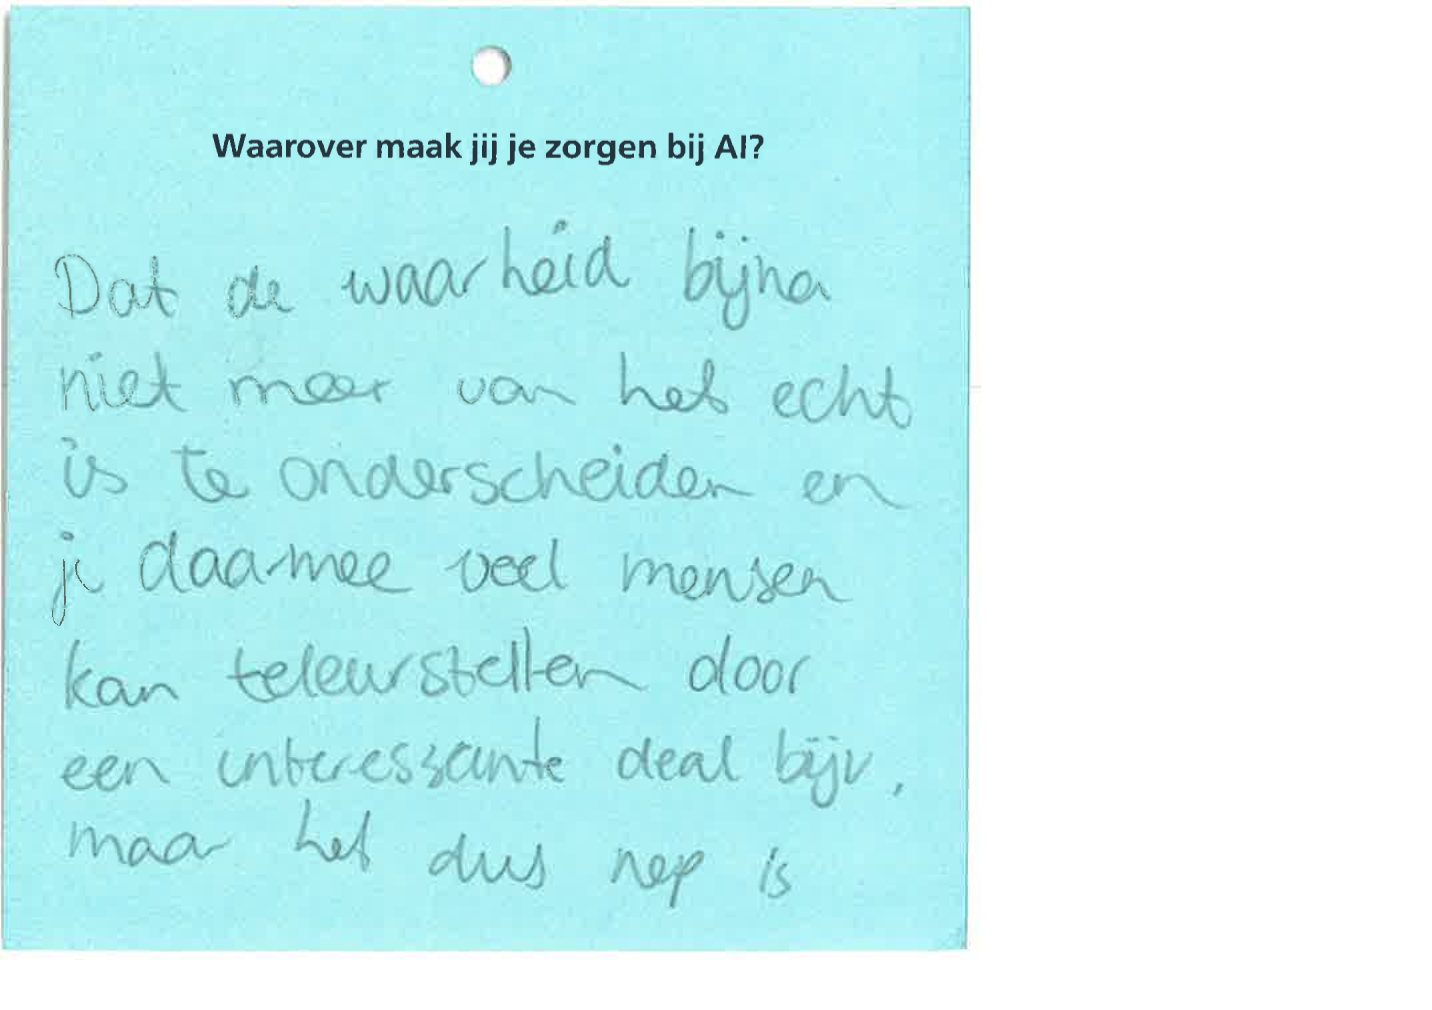 Waarover maak jij je zorgen bij AI?
Dat de waarheid bijna
niet meer van het echt
is te onderscheiden en
je daarmee veel mensen
kan teleurstellen door
een interessante deal bijv.
maar het dus nep is